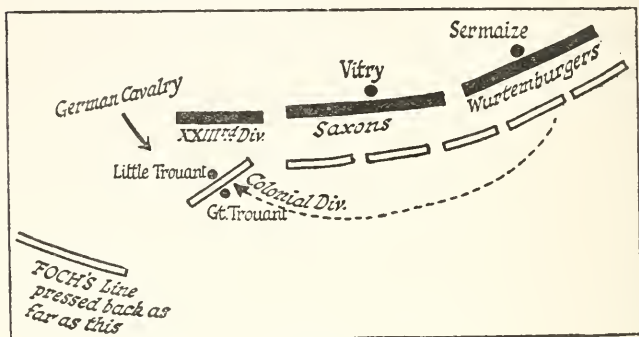 Sermaize
Vitry
Wurtemburgers
German Cavalry
XXIIIrd. Div.
Saxons
Little Trouant
Colonial Div.
Gt. Trouant
FOCH'S Line
pressed back as
far as this